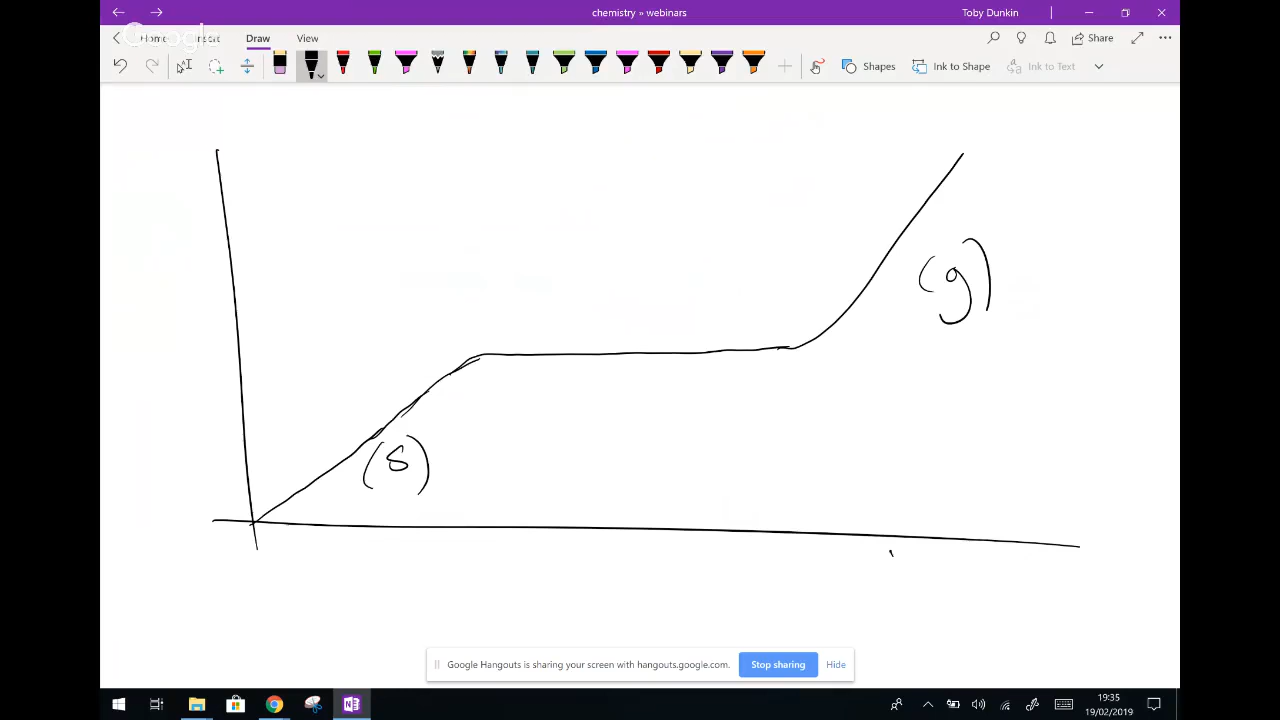 chemistry » webinars
Toby Dunkin
Google
Home
Insert
Draw
View
Share
Shapes
Ink to Shape
Ink to Text
(g)
(s)
Google Hangouts is sharing your screen with hangouts.google.com.
Stop sharing
Hide
19:35
19/02/2019